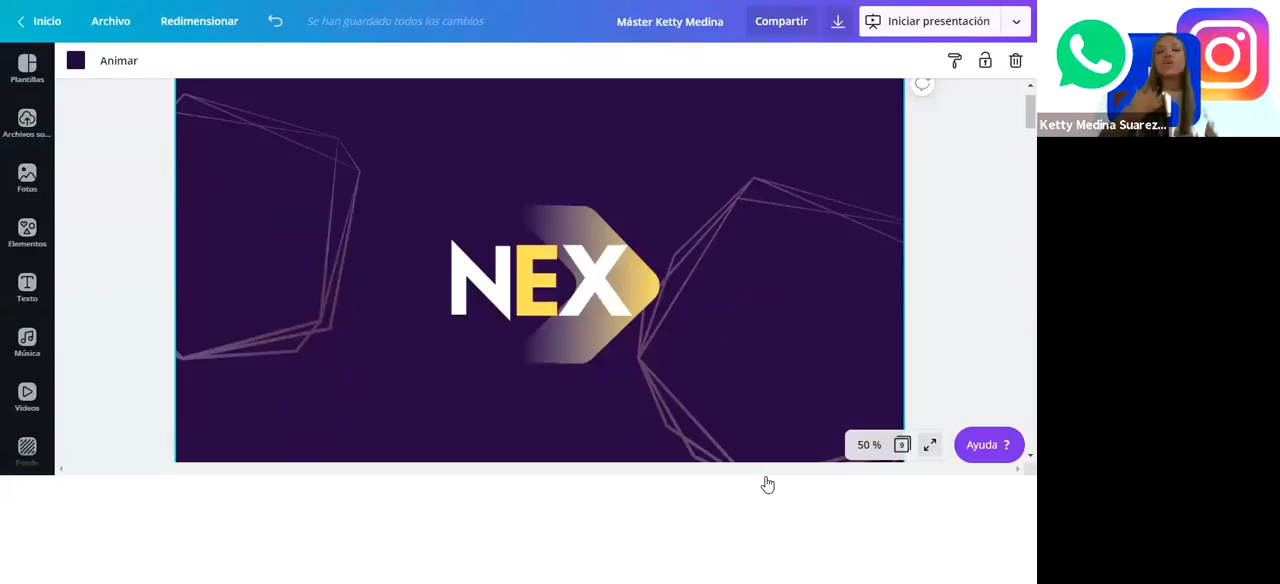 Inicio Archivo Redimensionar Se han guardado todos los cambios Máster Ketty Medina Compartir Iniciar presentación
Animar
Plantillas
Archivos su...
Fotos
Elementos
Texto
Música
Videos
Fondo
NEX
50 % 9 Ayuda ?
Ketty Medina Suarez...